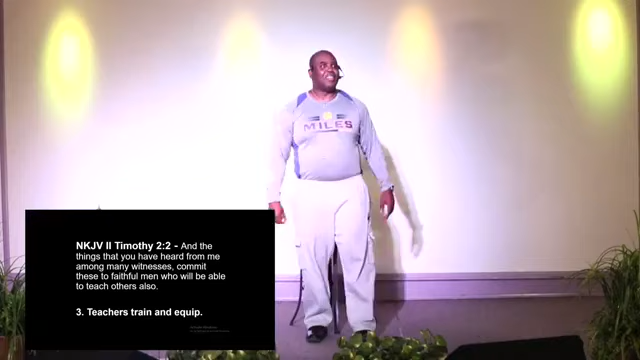 MILES
NKJV II Timothy 2:2 - And the
things that you have heard from me
among many witnesses, commit
these to faithful men who will be able
to teach others also.
3. Teachers train and equip.